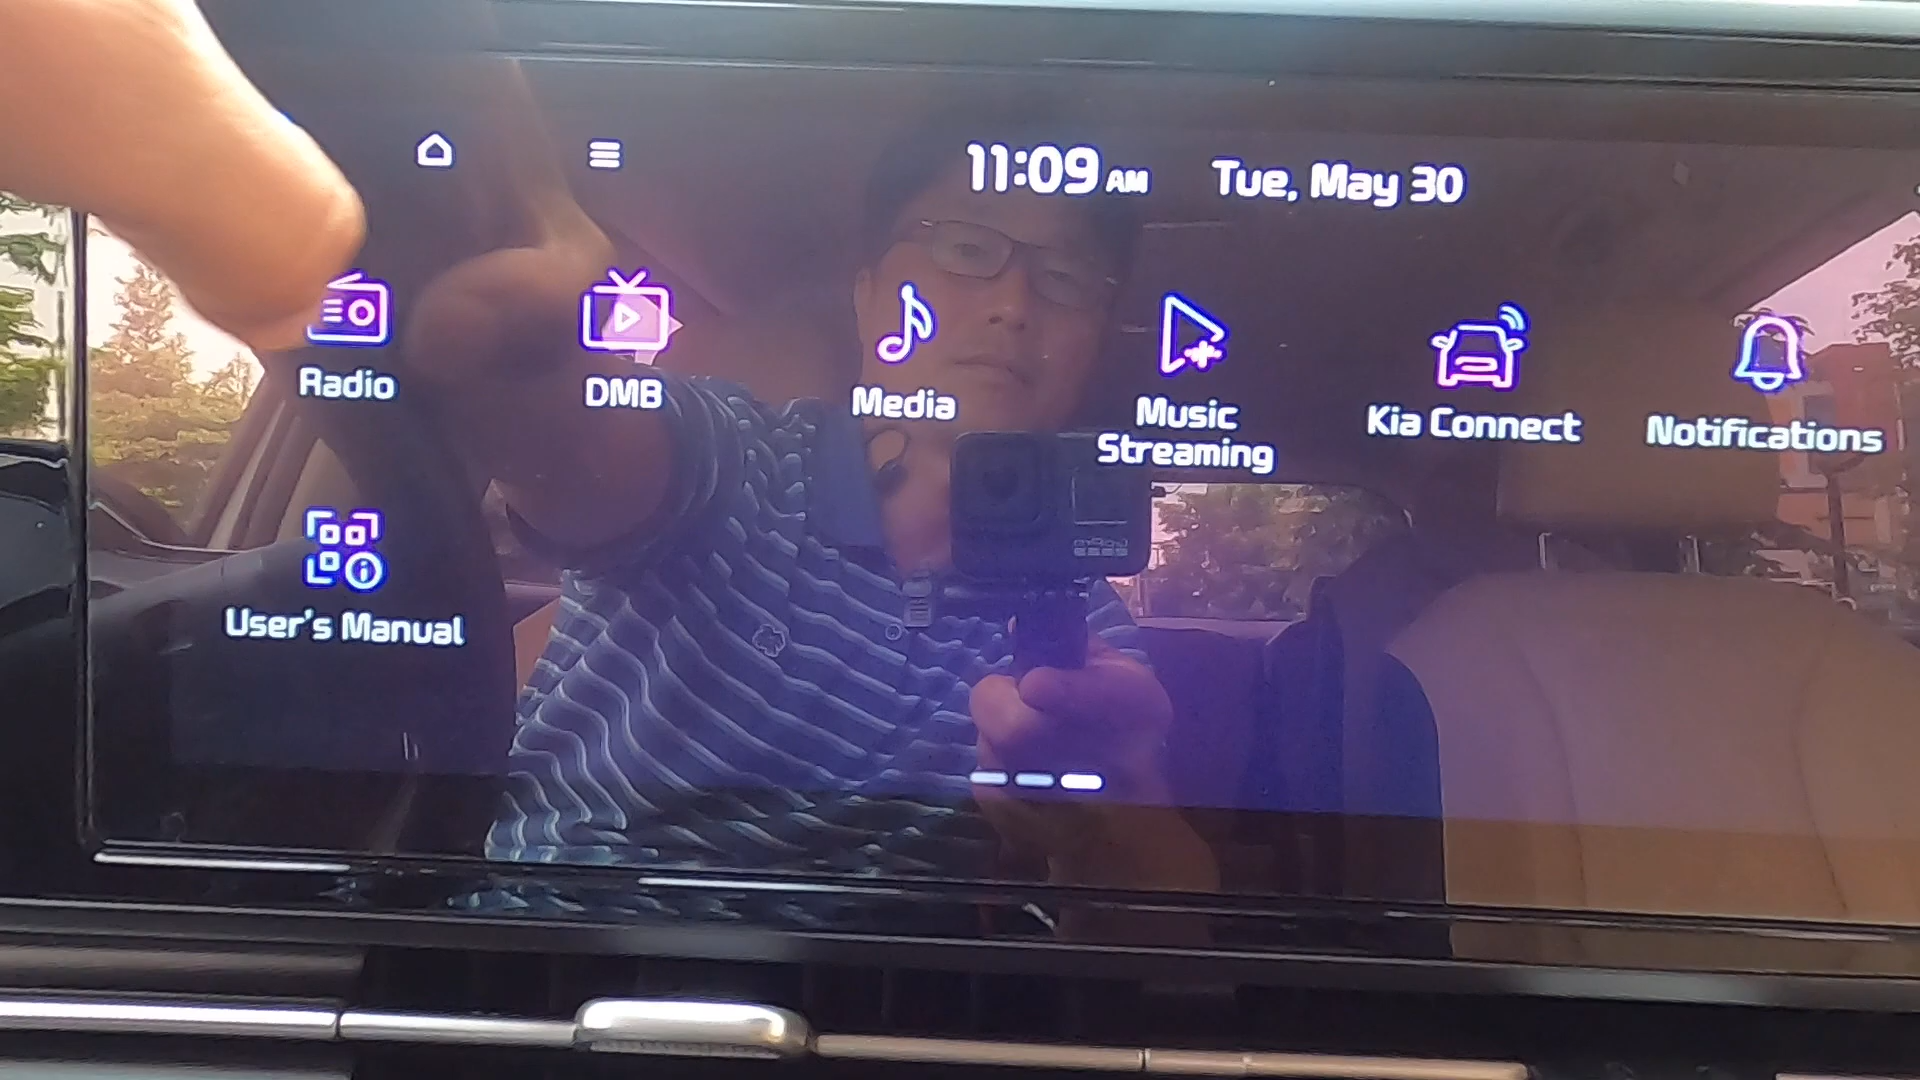 11:09 AM Tue, May 30
Radio
DMB
Media
Music
Streaming
Kia Connect
Notifications
User's Manual